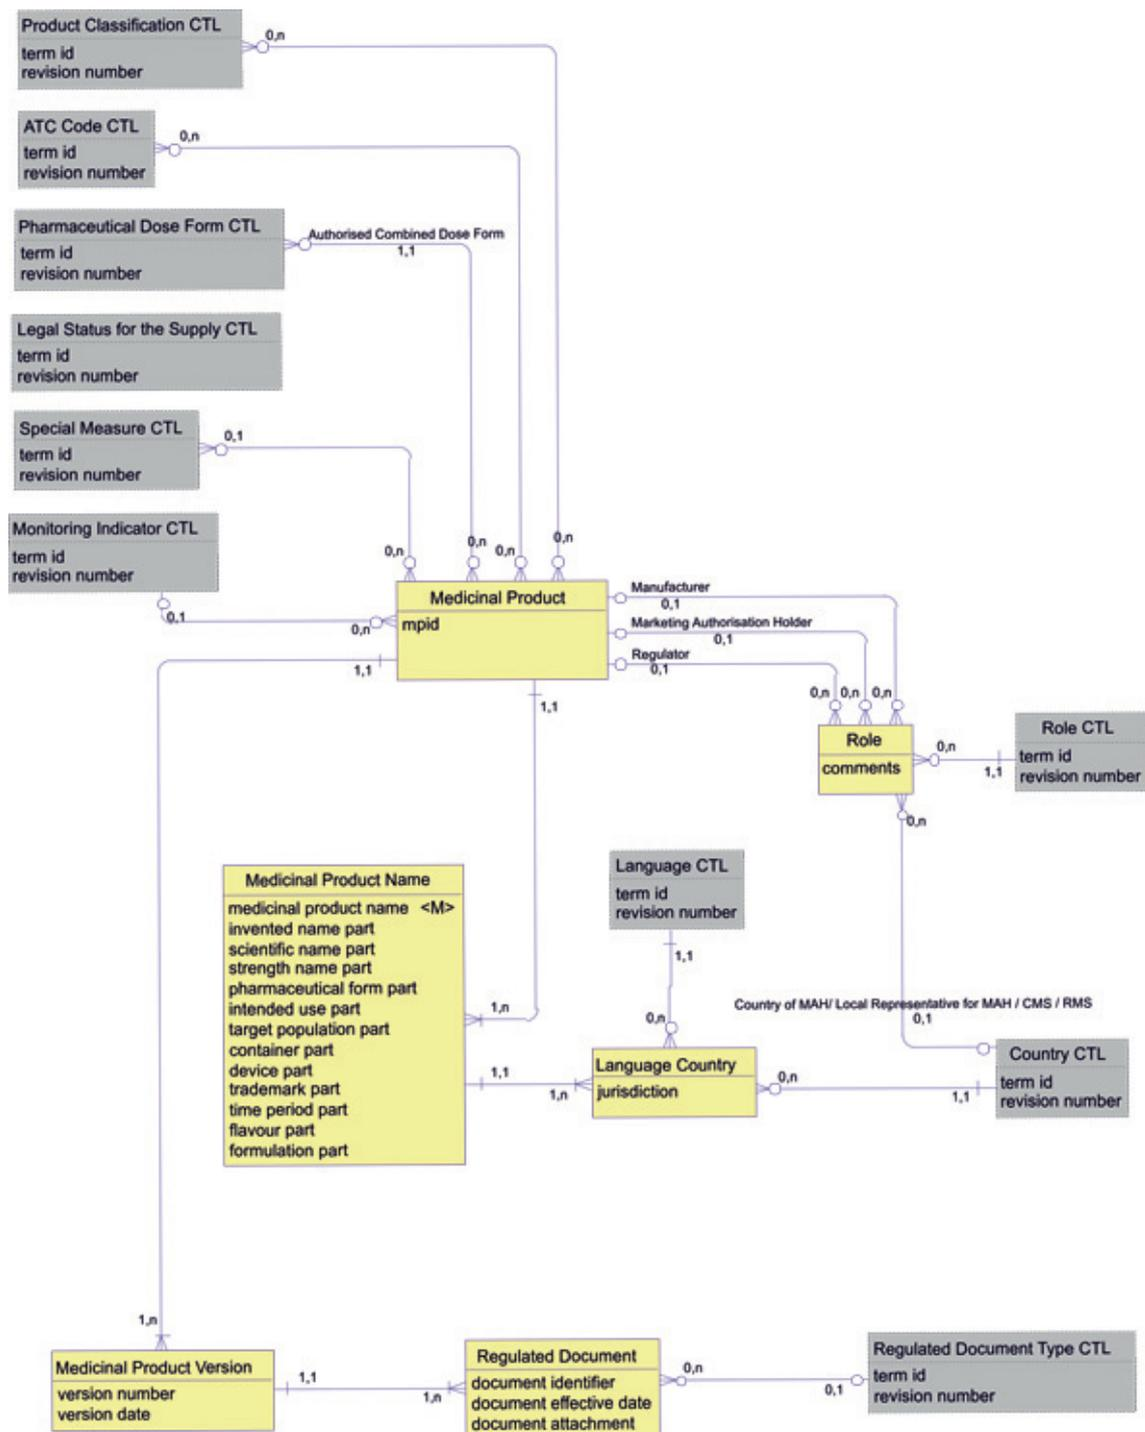 Product Classification CTL
term id
revision number
0,n
ATC Code CTL
term id
revision number
0,n
Pharmaceutical Dose Form CTL
term id
revision number
Authorised Combined Dose Form
1,1
Legal Status for the Supply CTL
term id
revision number
Special Measure CTL
term id
revision number
0,1
Monitoring Indicator CTL
term id
revision number
0,1
0,n
0,n
0,n
0,n
0,n
Medicinal Product
mpid
Manufacturer
0,1
Marketing Authorisation Holder
0,1
Regulator
0,1
1,1
1,1
0,n
0,n
0,n
Role
comments
0,n
1,1
Role CTL
term id
revision number
0,n
Medicinal Product Name
medicinal product name <M>
invented name part
scientific name part
strength name part
pharmaceutical form part
intended use part
target population part
container part
device part
trademark part
time period part
flavour part
formulation part
1,n
1,1
1,n
Language CTL
term id
revision number
1,1
0,n
Country of MAH/ Local Representative for MAH / CMS / RMS
0,1
Language Country
jurisdiction
0,n
1,1
Country CTL
term id
revision number
1,n
Medicinal Product Version
version number
version date
1,1
1,n
Regulated Document
document identifier
document effective date
document attachment
0,n
0,1
Regulated Document Type CTL
term id
revision number